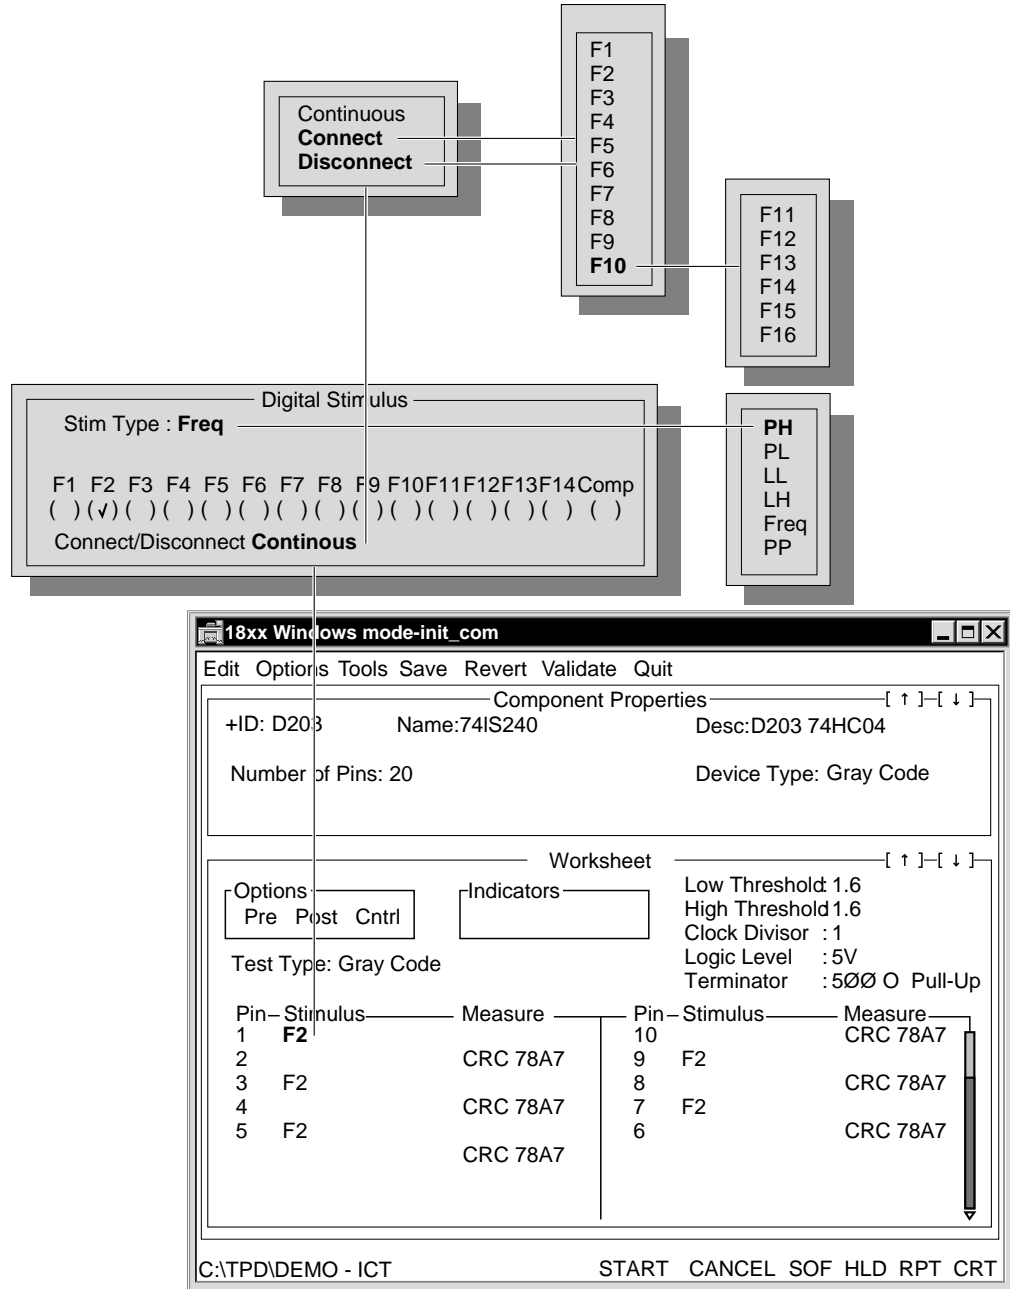 F1
F2
F3
F4
F5
F6
F7
F8
F9
F10
Continuous
Connect
Disconnect
F11
F12
F13
F14
F15
F16
Digital Stimulus
Stim Type : Freq
F1 F2 F3 F4 F5 F6 F7 F8 F9 F10 F11 F12 F13 F14 Comp
( ) (√) ( ) ( ) ( ) ( ) ( ) ( ) ( ) ( ) ( ) ( ) ( ) ( ) ( )
Connect/Disconnect Continous
PH
PL
LL
LH
Freq
PP
18xx Windows mode-init_com
Edit Options Tools Save Revert Validate Quit
Component Properties [ ↑ ]–[ ↓ ]
+ID: D203 Name:74IS240 Desc:D203 74HC04
Number of Pins: 20 Device Type: Gray Code
Worksheet [ ↑ ]–[ ↓ ]
Options
Pre Post Cntrl
Indicators
Low Threshold: 1.6
High Threshold 1.6
Clock Divisor : 1
Logic Level : 5V
Terminator : 5ØØ O Pull-Up
Test Type: Gray Code
Pin – Stimulus Measure Pin – Stimulus Measure
1 F2 10 CRC 78A7
2 CRC 78A7 9 F2
3 F2 8 CRC 78A7
4 CRC 78A7 7 F2
5 F2 6 CRC 78A7
CRC 78A7
C:\TPD\DEMO - ICT START CANCEL SOF HLD RPT CRT